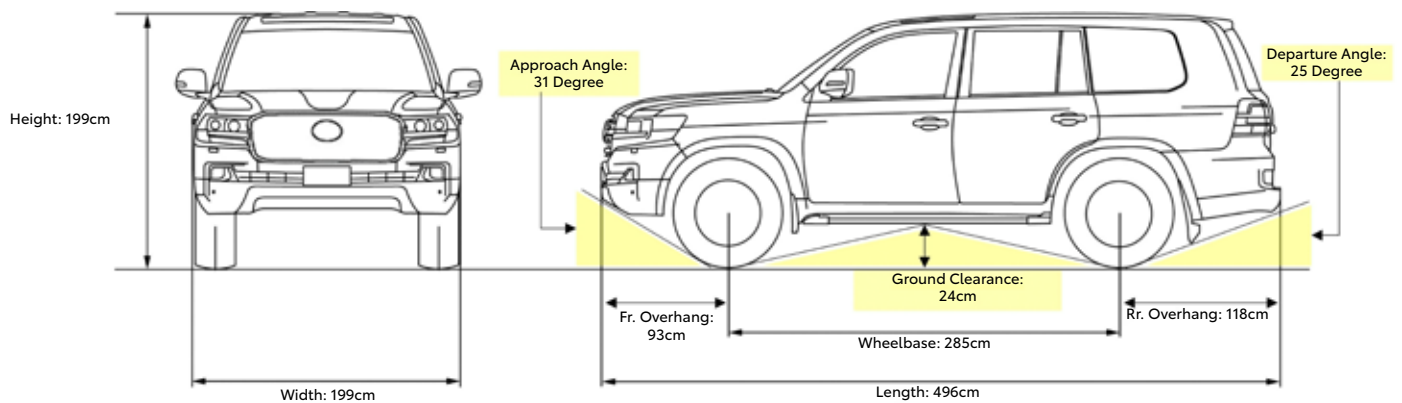 Height: 199cm
Width: 199cm
Approach Angle:
31 Degree
Departure Angle:
25 Degree
Ground Clearance:
24cm
Fr. Overhang:
93cm
Rr. Overhang: 118cm
Wheelbase: 285cm
Length: 496cm